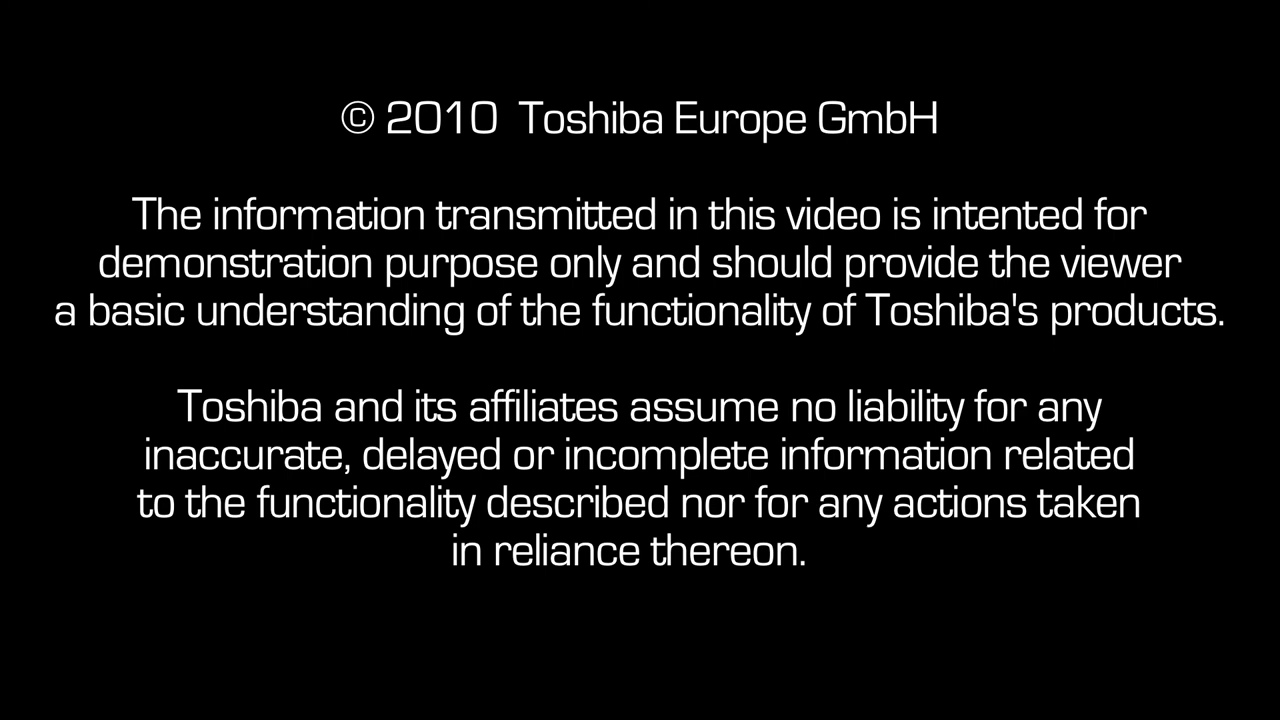 © 2010 Toshiba Europe GmbH
The information transmitted in this video is intented for
demonstration purpose only and should provide the viewer
a basic understanding of the functionality of Toshiba's products.
Toshiba and its affiliates assume no liability for any
inaccurate, delayed or incomplete information related
to the functionality described nor for any actions taken
in reliance thereon.